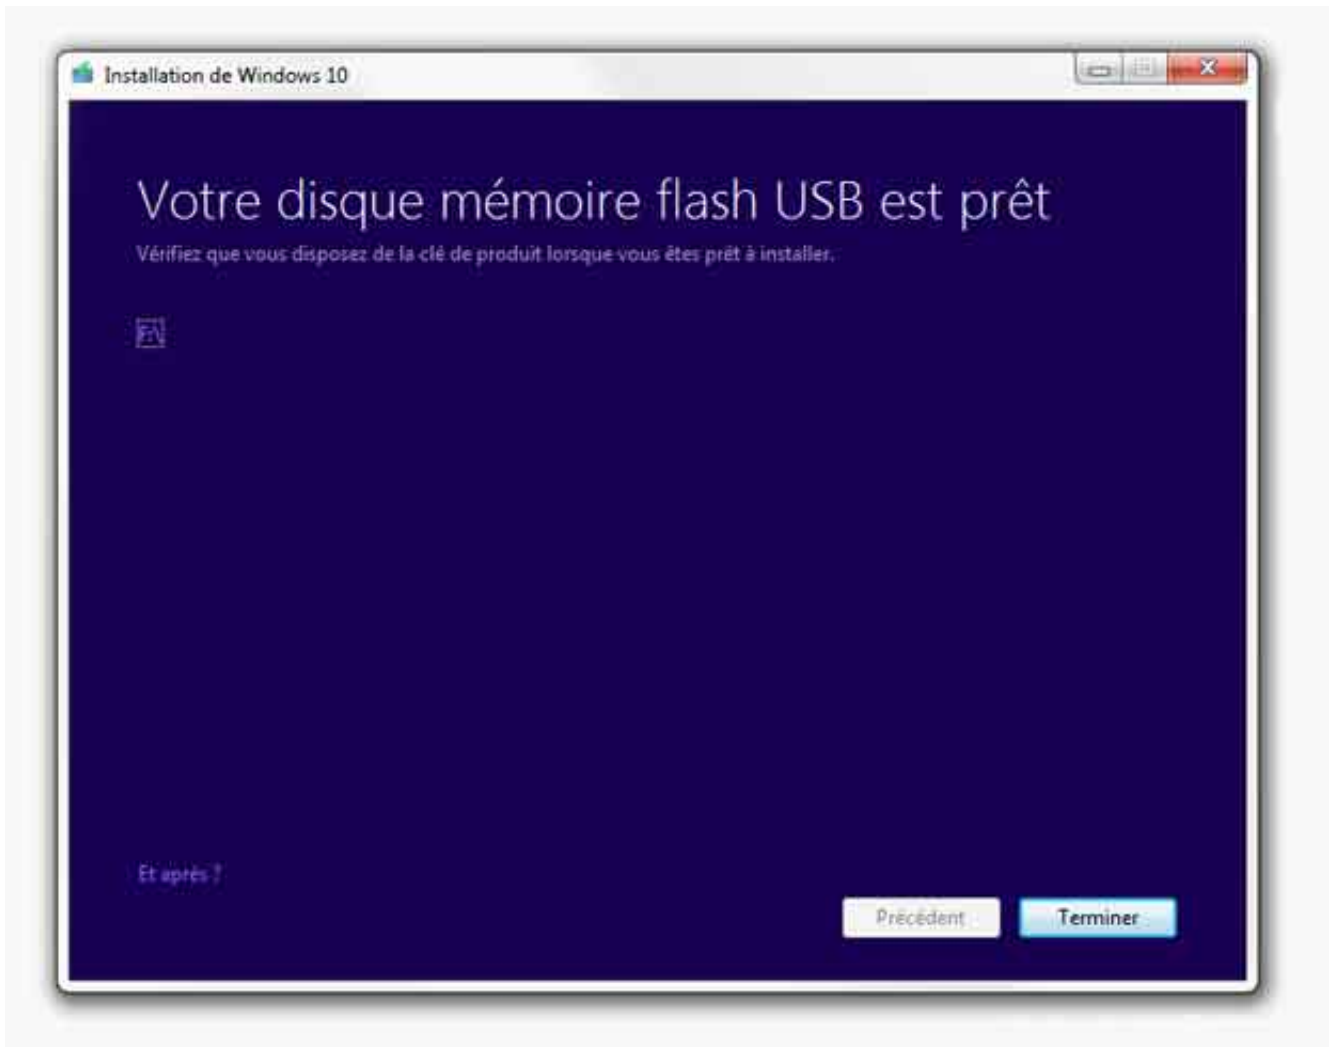 Installation de Windows 10
Votre disque mémoire flash USB est prêt
Vérifiez que vous disposez de la clé de produit lorsque vous êtes prêt à installer.
F:\
Et après ?
Précédent
Terminer